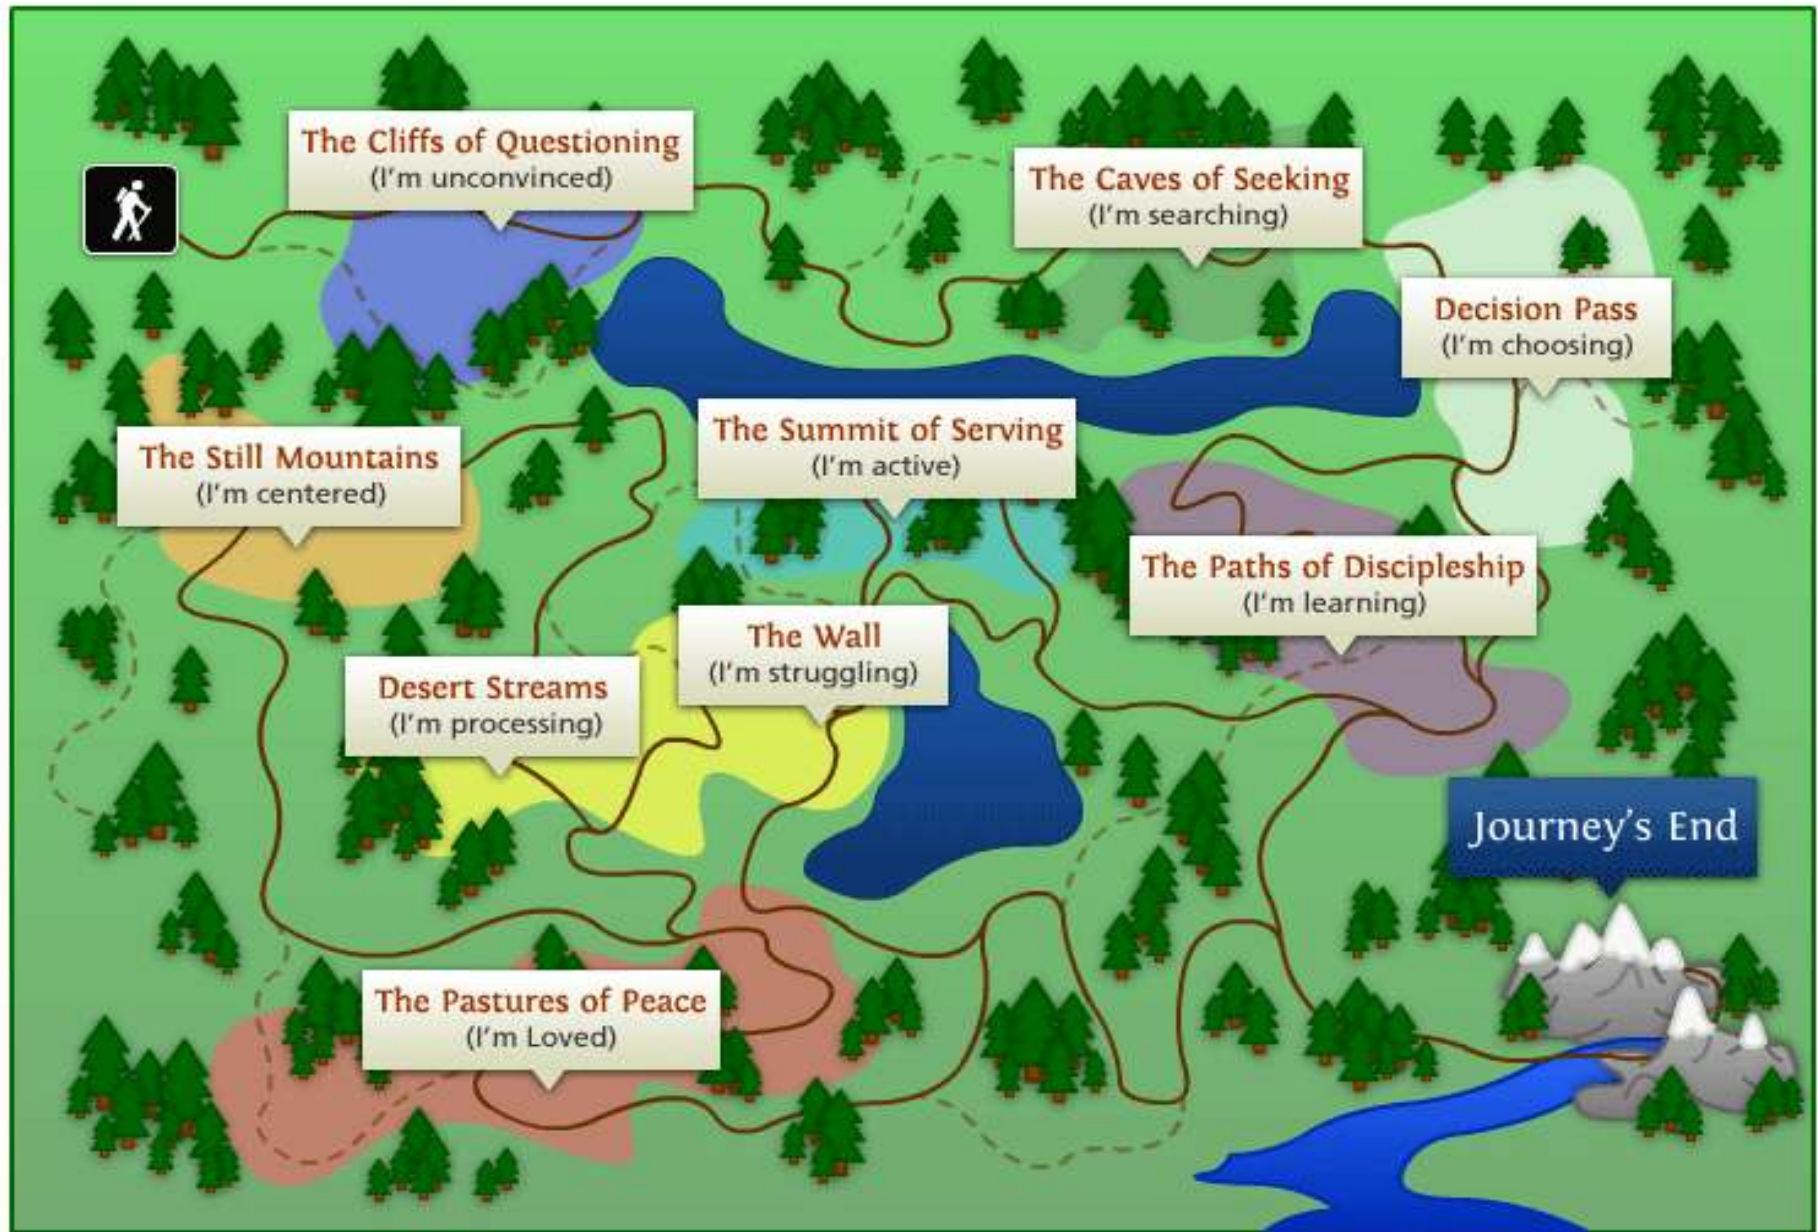 The Cliffs of Questioning
(I'm unconvinced)
The Caves of Seeking
(I'm searching)
Decision Pass
(I'm choosing)
The Still Mountains
(I'm centered)
The Summit of Serving
(I'm active)
The Paths of Discipleship
(I'm learning)
The Wall
(I'm struggling)
Desert Streams
(I'm processing)
Journey's End
The Pastures of Peace
(I'm Loved)